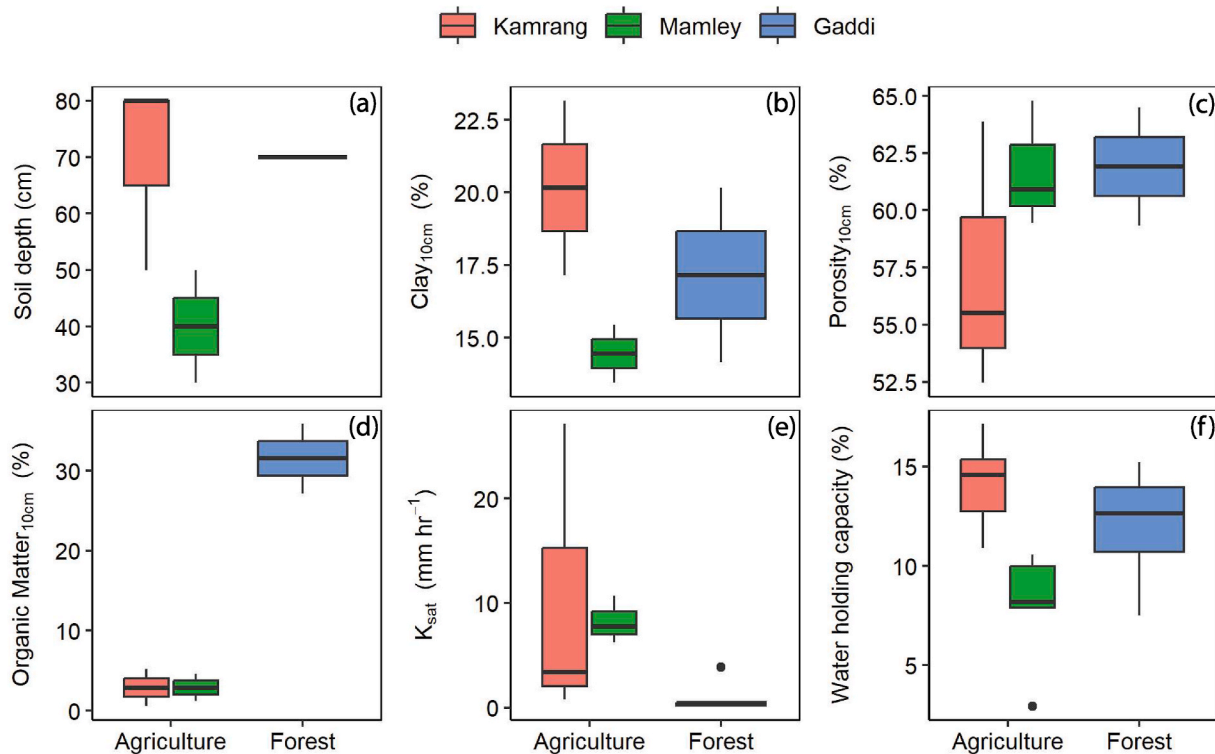 Kamrang Mamley Gaddi
(a)
Soil depth (cm)
80
70
60
50
40
30
(b)
Clay10cm (%)
22.5
20.0
17.5
15.0
(c)
Porosity10cm (%)
65.0
62.5
60.0
57.5
55.0
52.5
(d)
Organic Matter10cm (%)
30
20
10
0
Agriculture Forest
(e)
Ksat (mm hr−1)
20
10
0
Agriculture Forest
(f)
Water holding capacity (%)
15
10
5
Agriculture Forest